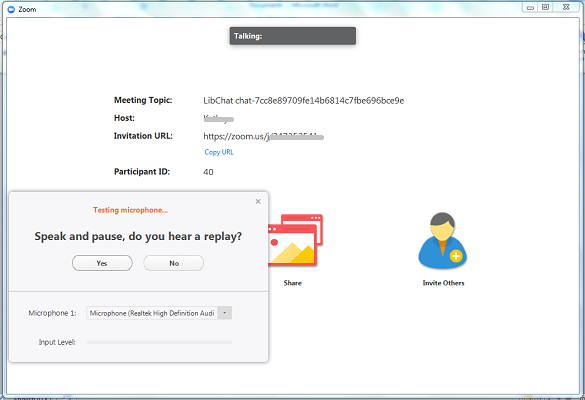 Zoom
Talking:
Meeting Topic: LibChat chat-7cc8e89709fe14b6814c7fbe696bce9e
Host:
Invitation URL: https://zoom.us/j/
Copy URL
Participant ID: 40
Testing microphone...
Speak and pause, do you hear a replay?
Yes No
Share
Invite Others
Microphone 1: Microphone (Realtek High Definition Audi
Input Level: